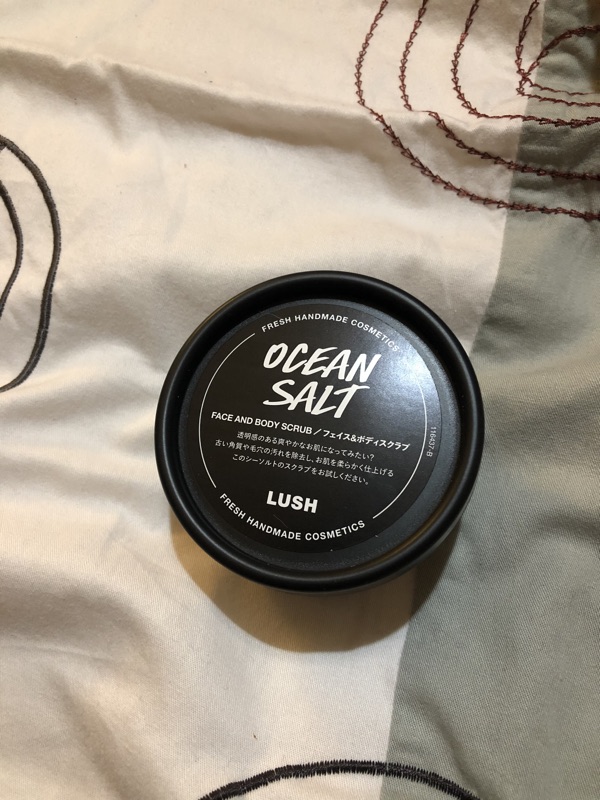 FRESH HANDMADE COSMETICS
OCEAN
SALT
FACE AND BODY SCRUB / フェイス&ボディスクラブ
透明感のある爽やかなお肌になってみたい?
古い角質や毛穴の汚れを除去し、お肌を柔らかく仕上げる
このシーソルトのスクラブをお試しください。
LUSH
FRESH HANDMADE COSMETICS
116437-B